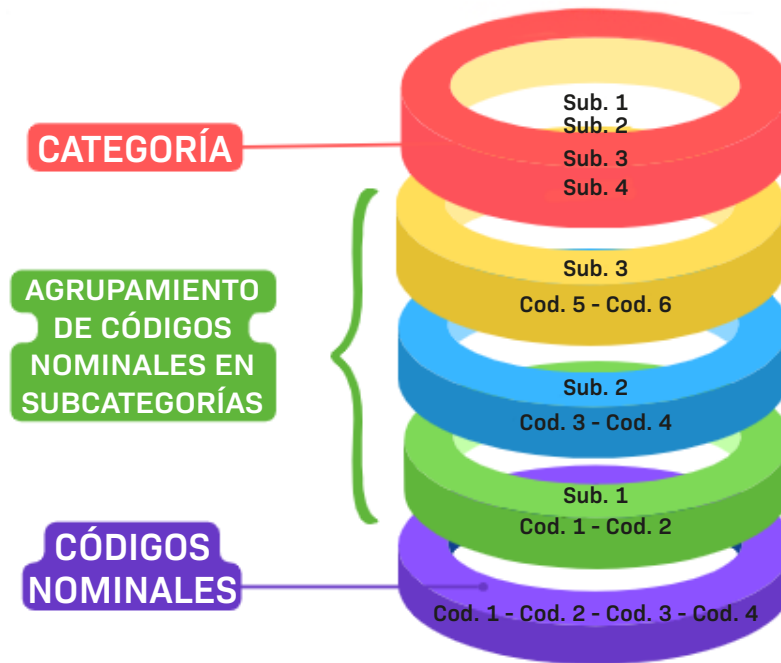 Sub. 1
Sub. 2
CATEGORÍA
Sub. 3
Sub. 4
AGRUPAMIENTO
DE CÓDIGOS
NOMINALES EN
SUBCATEGORÍAS
Sub. 3
Cod. 5 - Cod. 6
Sub. 2
Cod. 3 - Cod. 4
Sub. 1
Cod. 1 - Cod. 2
CÓDIGOS
NOMINALES
Cod. 1 - Cod. 2 - Cod. 3 - Cod. 4